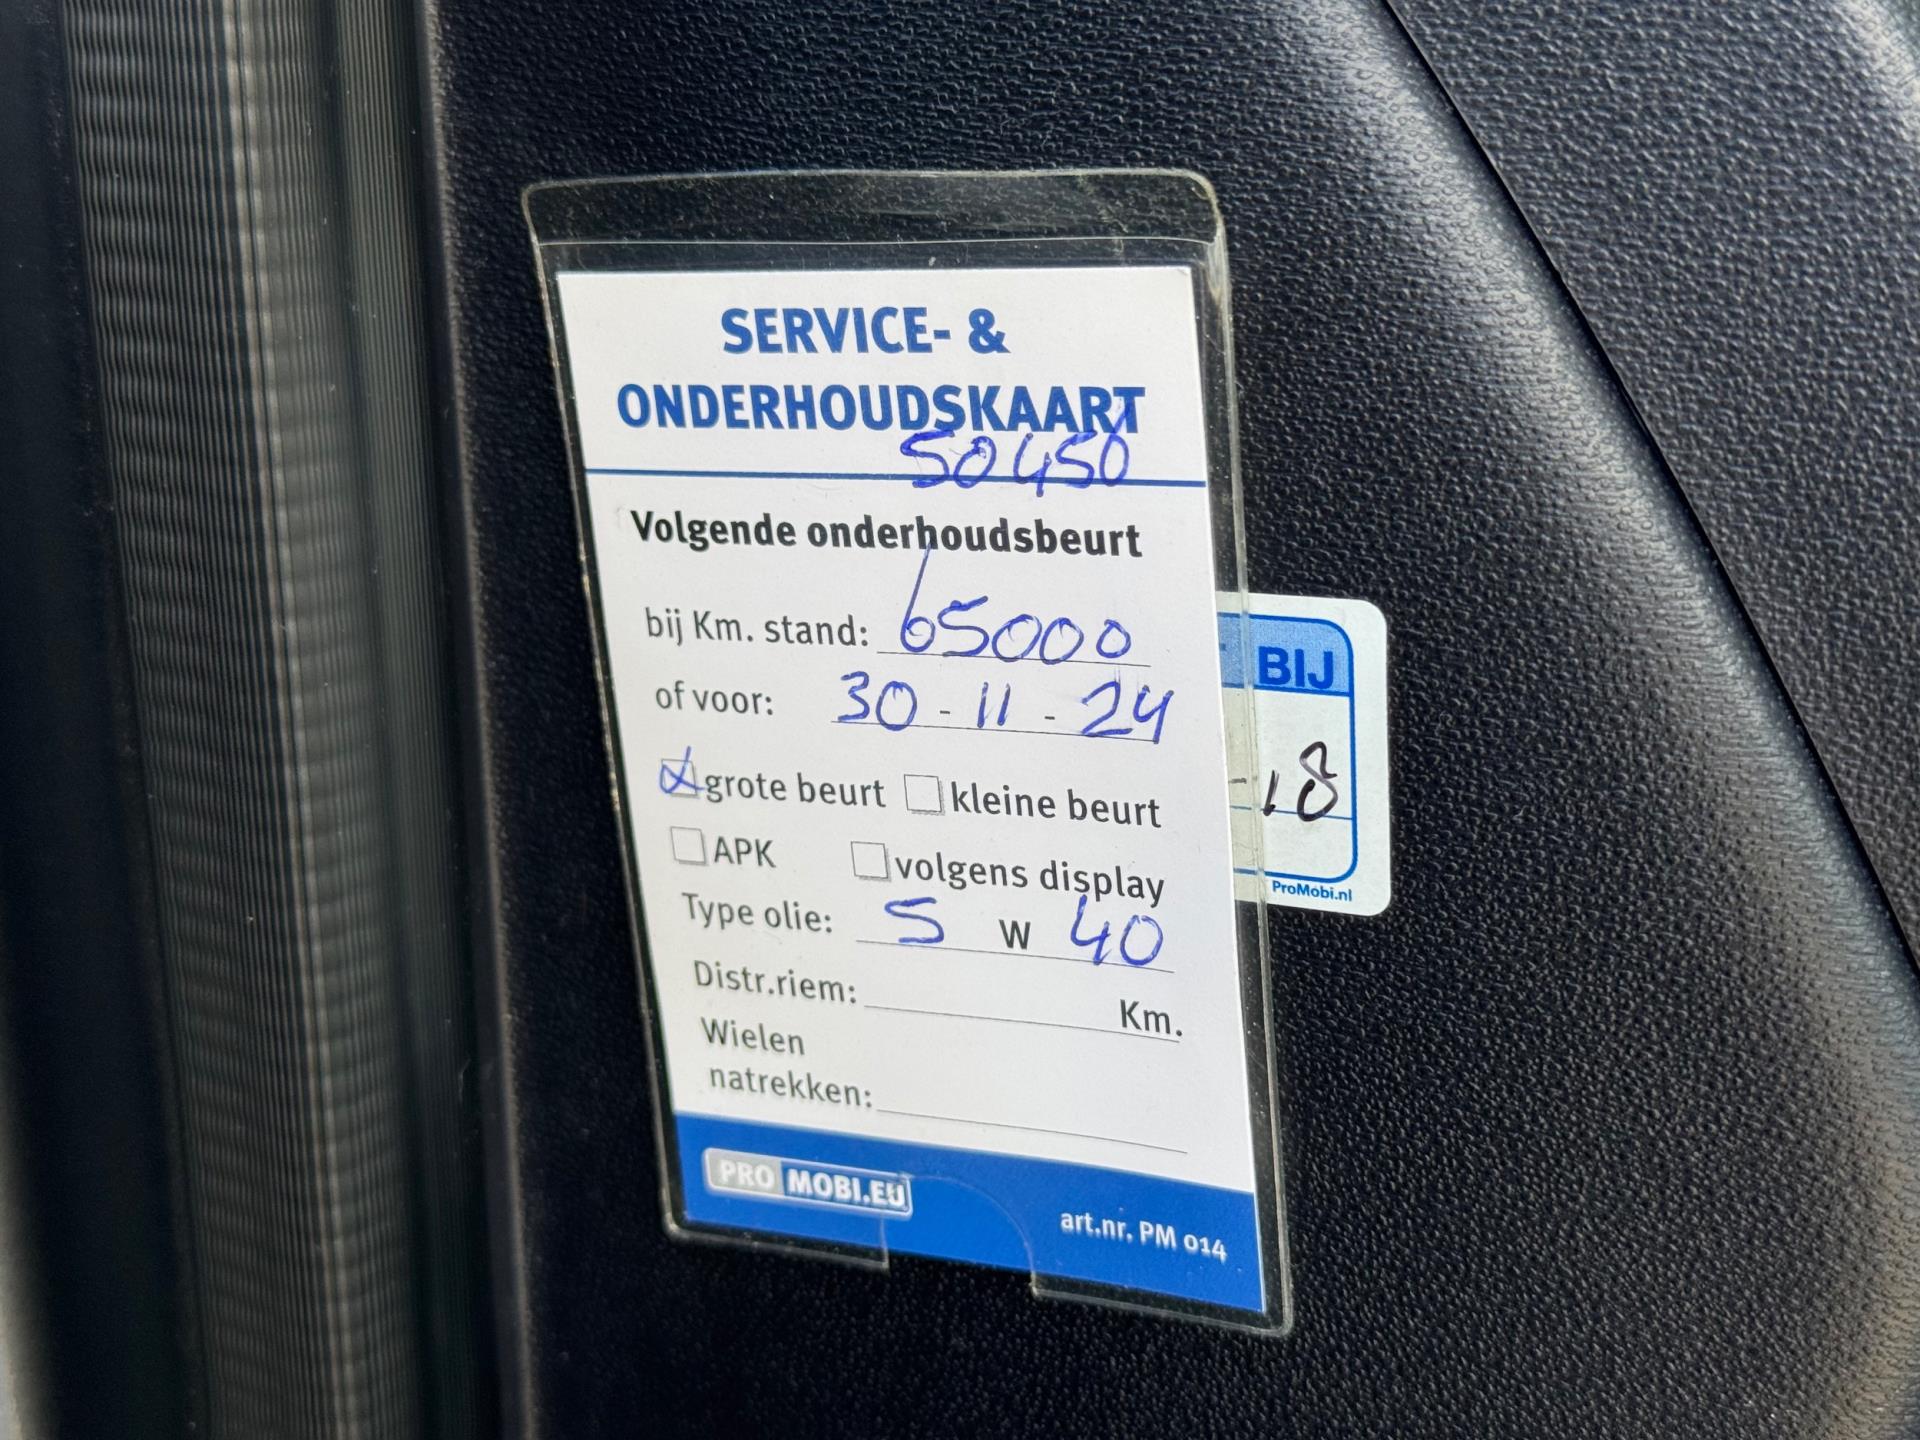 SERVICE- &
ONDERHOUDSKAART
50450
Volgende onderhoudsbeurt
bij Km. stand: 65000
of voor: 30 - 11 - 24
grote beurt kleine beurt
APK volgens display
Type olie: 5 W 40
Distr.riem: Km.
Wielen
natrekken:
PRO MOBI.EU
art.nr. PM 014
BIJ
-18
ProMobi.nl